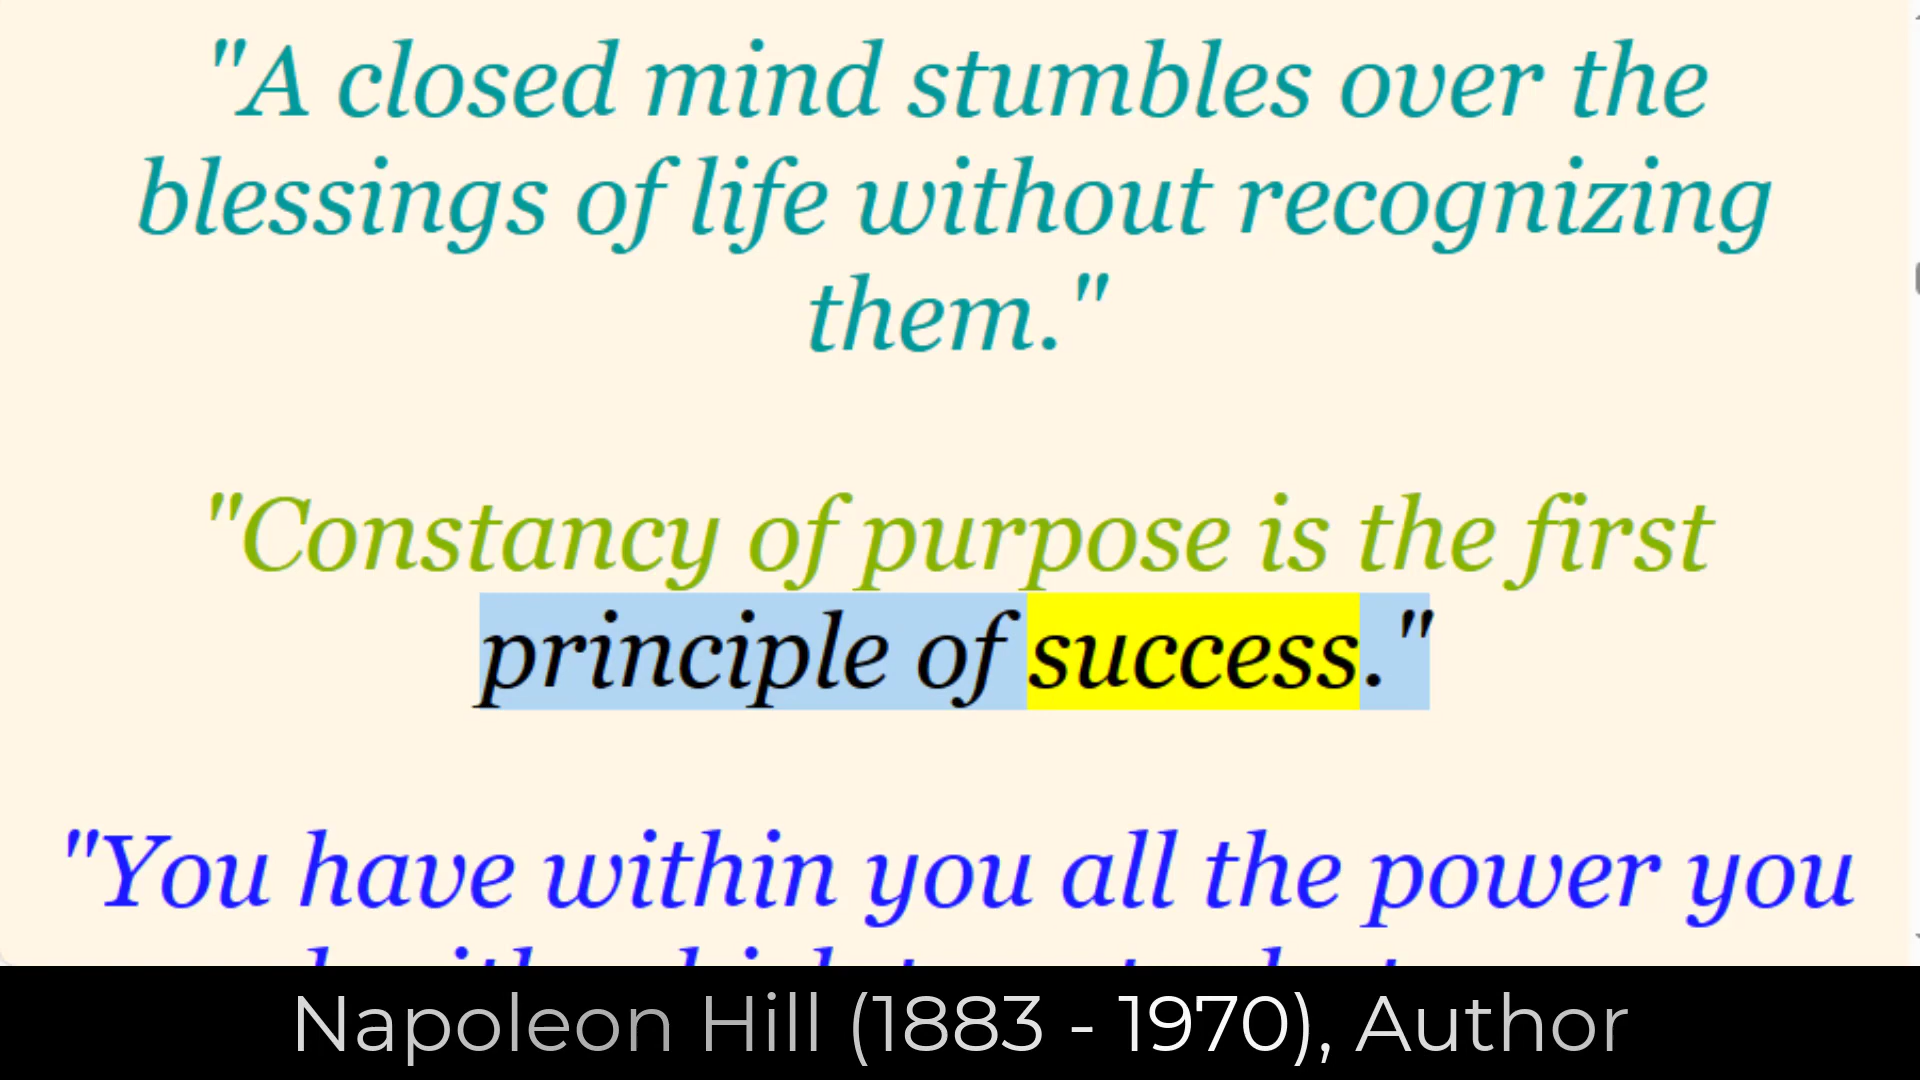 "A closed mind stumbles over the
blessings of life without recognizing
them."
"Constancy of purpose is the first
principle of success."
"You have within you all the power you
Napoleon Hill (1883 - 1970), Author